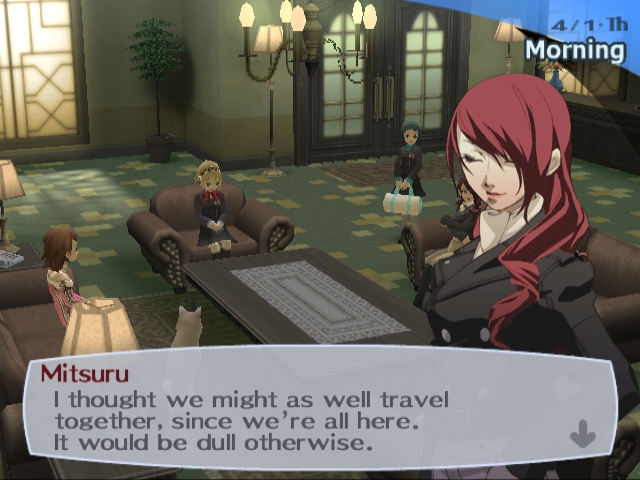 4/1·Th
Morning
Mitsuru
I thought we might as well travel
together, since we're all here.
It would be dull otherwise.